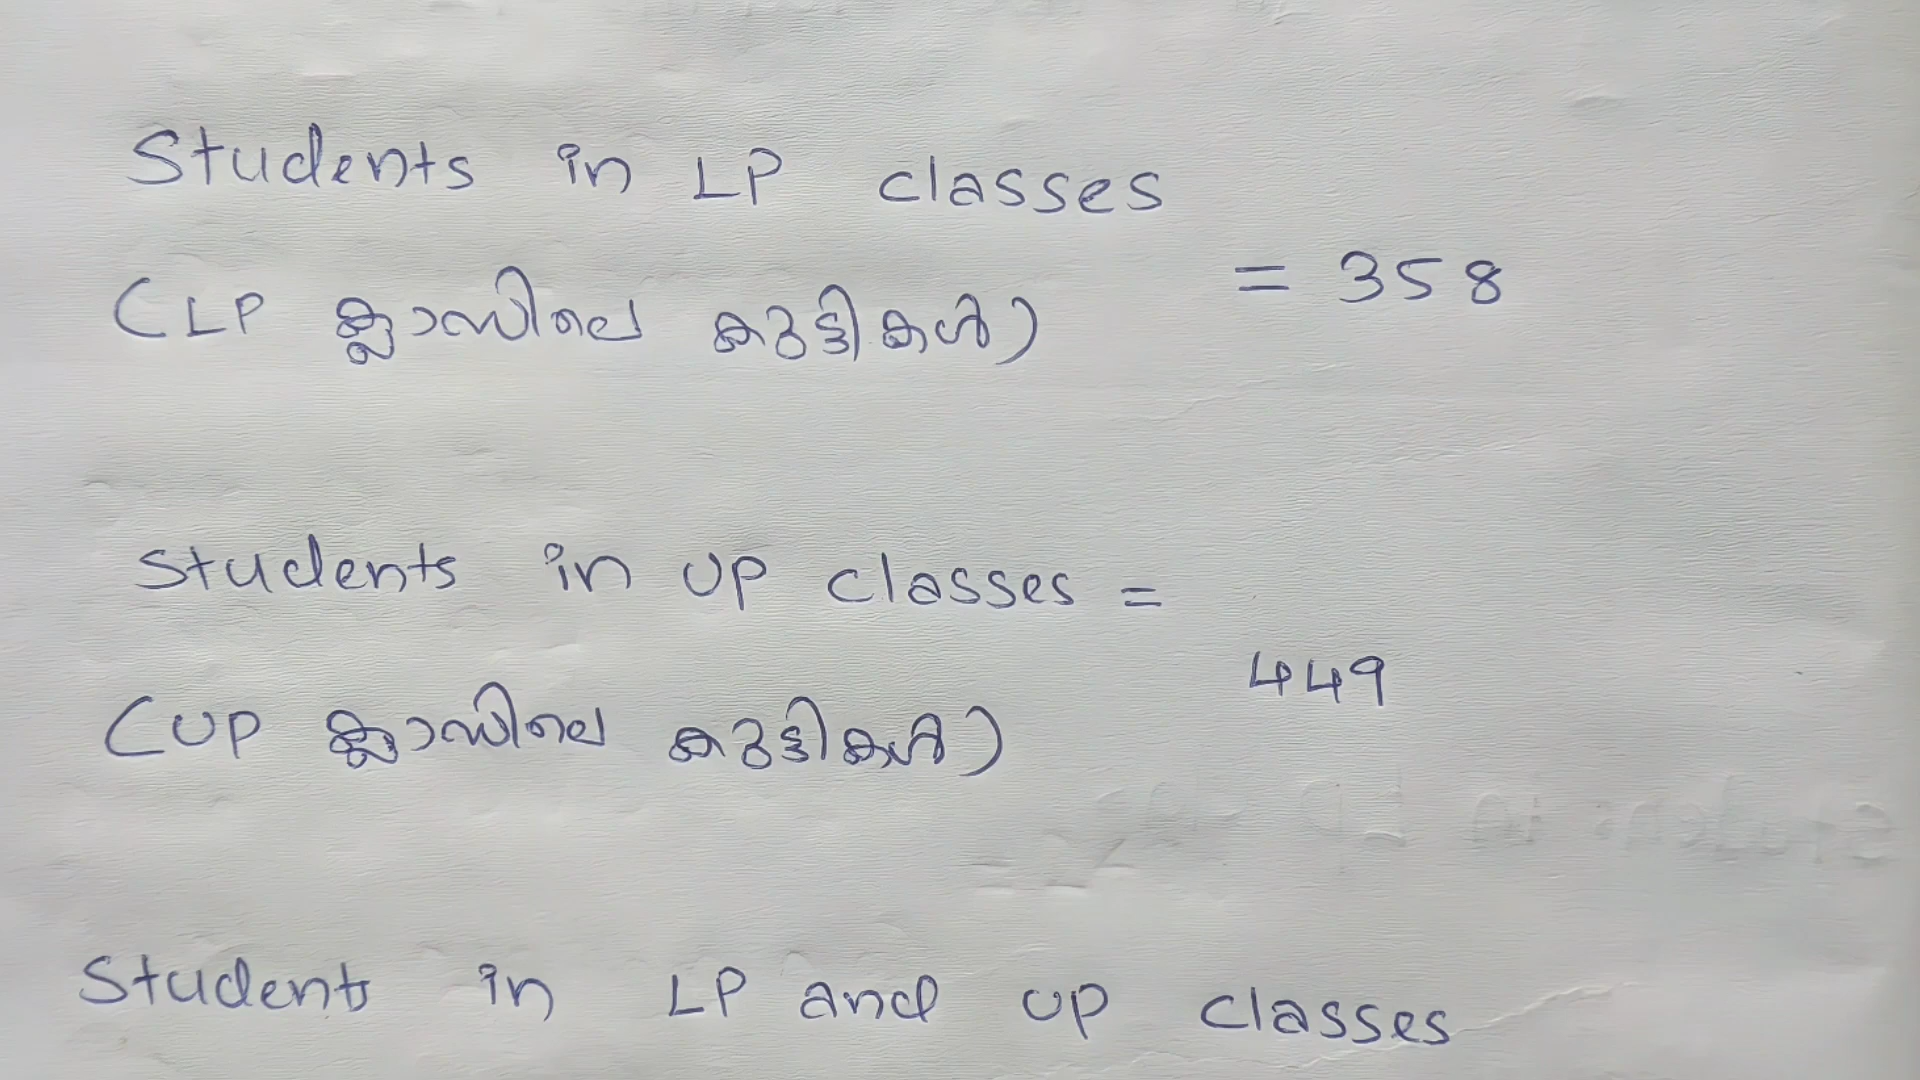 Students in LP classes
= 358
(LP ക്ലാസിലെ കുട്ടികൾ)
Students in UP classes =
449
(UP ക്ലാസിലെ കുട്ടികൾ)
Students in LP and UP classes